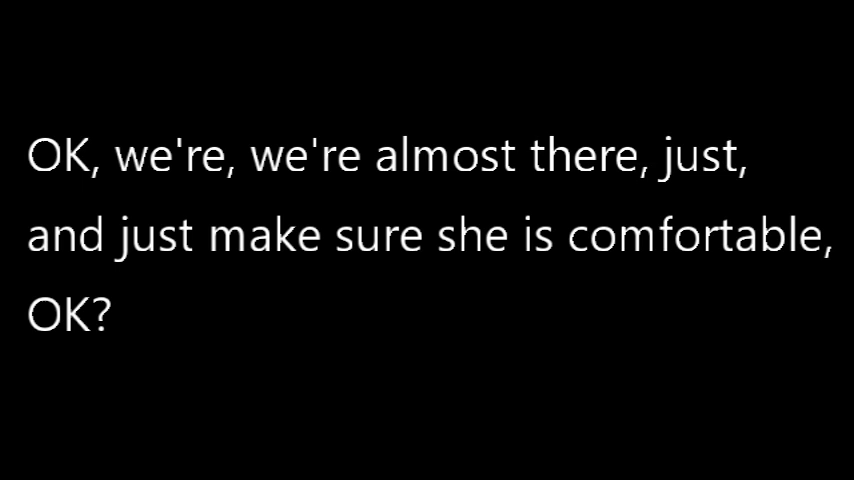 OK, we're, we're almost there, just,
and just make sure she is comfortable,
OK?